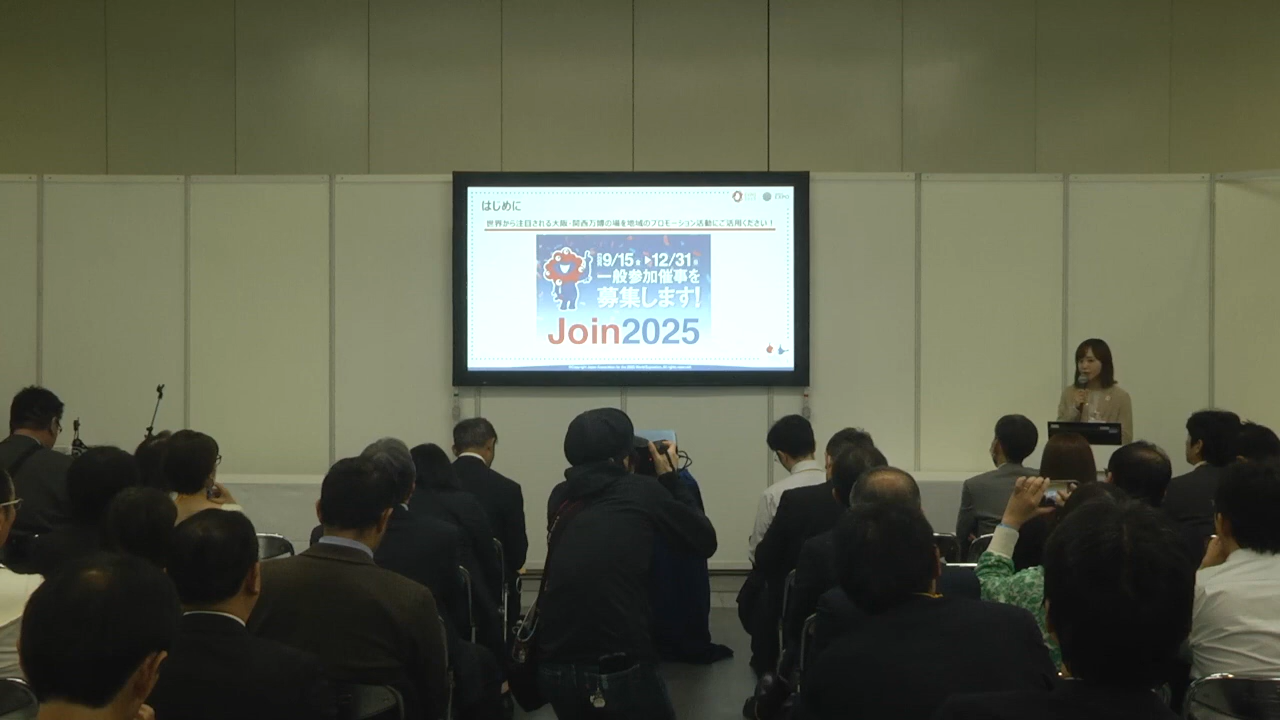 はじめに
世界から注目される大阪・関西万博の場を地域のプロモーション活動にご活用ください！
9/15 ▶12/31
一般参加催事を
募集します!
Join2025